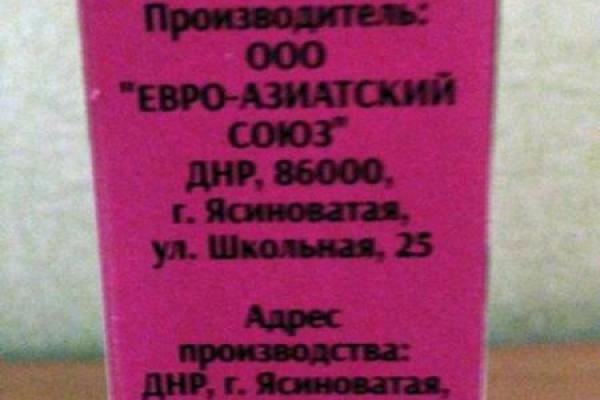 Производитель:
ООО
"ЕВРО-АЗИАТСКИЙ
СОЮЗ"
ДНР, 86000,
г. Ясиноватая,
ул. Школьная, 25
Адрес
производства:
ДНР, г. Ясиноватая,